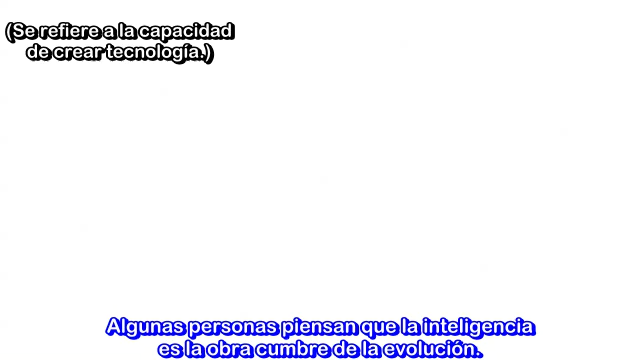 (Se refiere a la capacidad
de crear tecnología.)
Algunas personas piensan que la inteligencia
es la obra cumbre de la evolución.